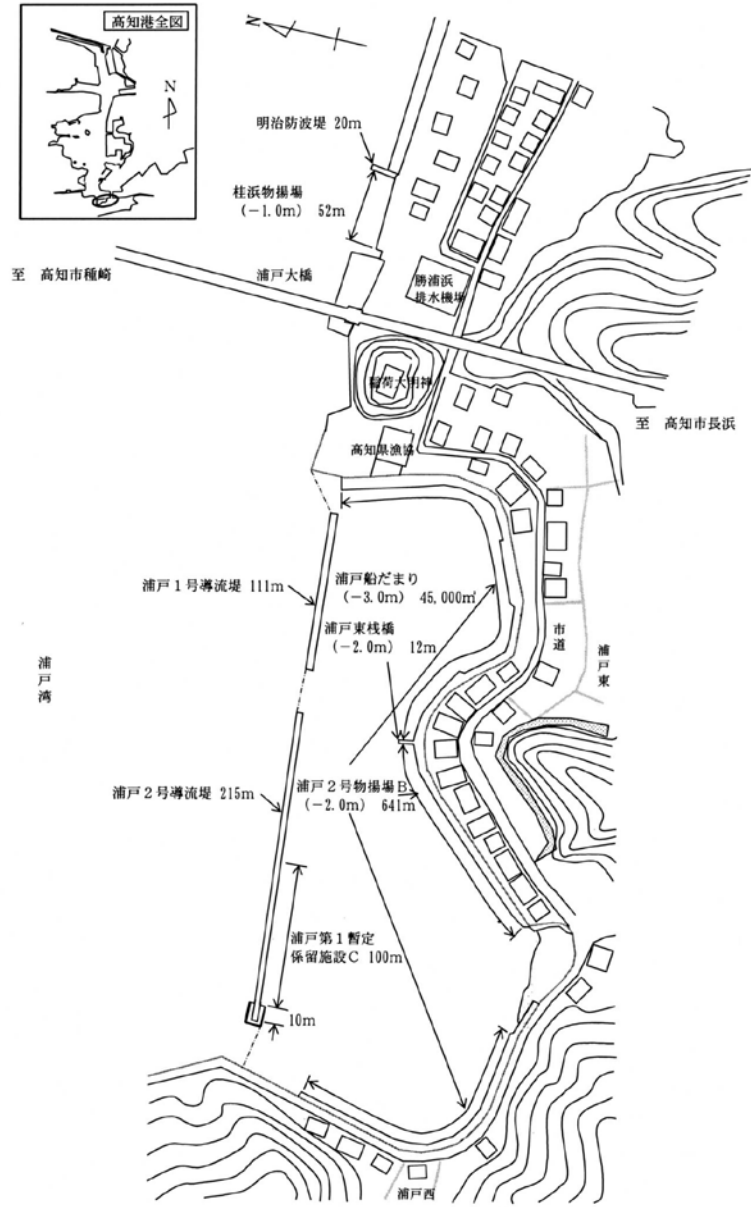 高知港全図
N
N
明治防波堤 20m
桂浜物揚場
(−1.0m) 52m
至 高知市種崎
浦戸大橋
勝浦浜
排水機場
稲荷大明神
至 高知市長浜
高知県漁協
浦戸1号導流堤 111m
浦戸船だまり
(−3.0m) 45,000㎡
浦戸東桟橋
(−2.0m) 12m
市道
浦戸東
浦戸湾
浦戸2号導流堤 215m
浦戸2号物揚場B
(−2.0m) 641m
浦戸第1暫定
係留施設C 100m
10m
浦戸西